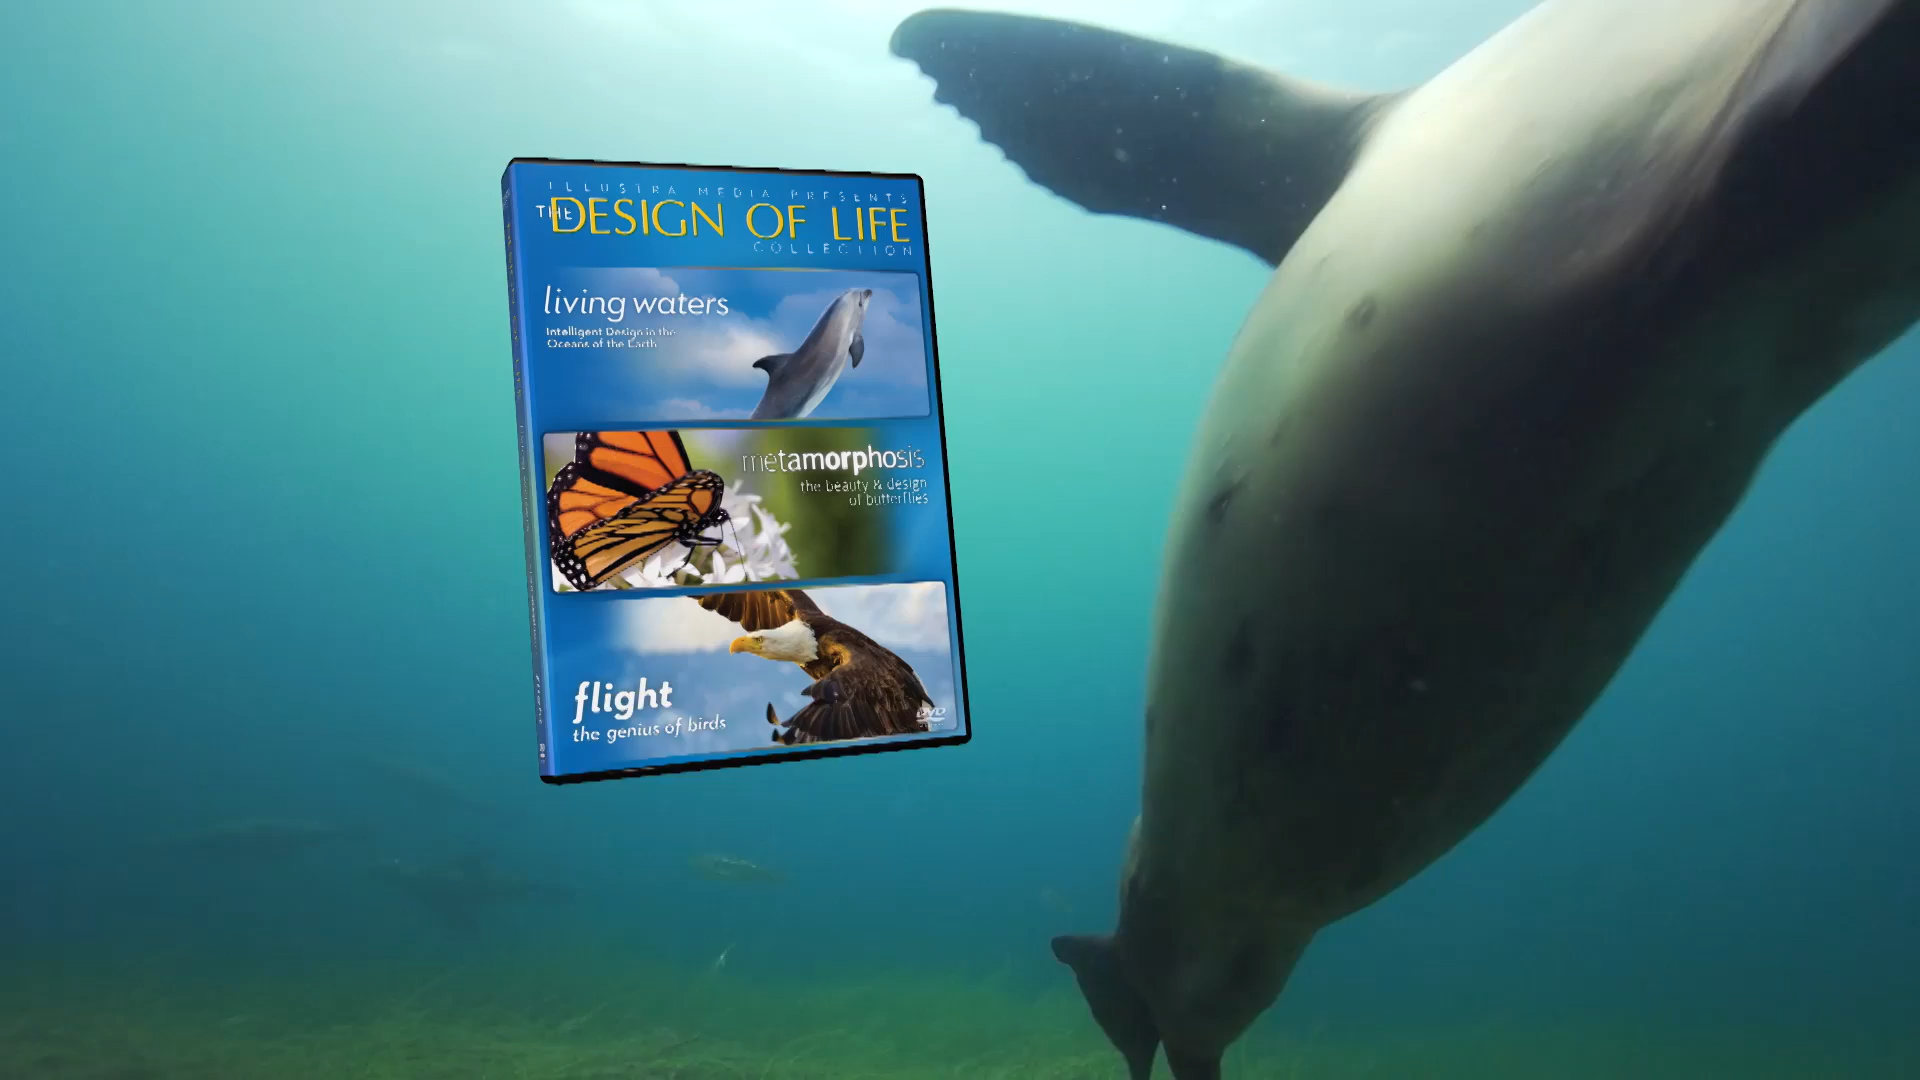 ILLUSTRA MEDIA PRESENTS
THE DESIGN OF LIFE
COLLECTION
living waters
Intelligent Design in the
Oceans of the Earth
metamorphosis
the beauty & design
of butterflies
flight
the genius of birds
DVD